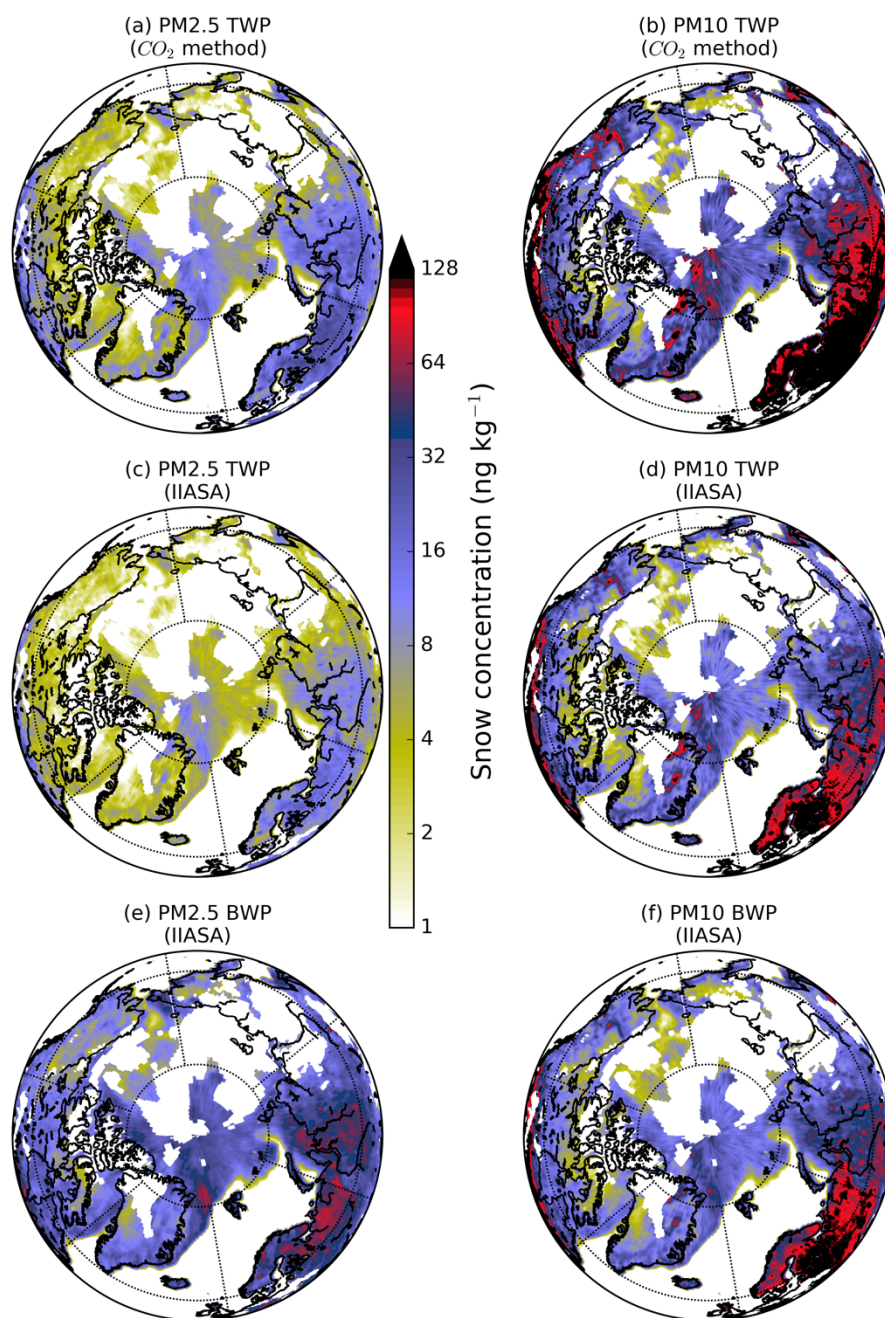 (a) PM2.5 TWP
(CO₂ method)
(b) PM10 TWP
(CO₂ method)
128
64
32
16
8
4
2
1
Snow concentration (ng kg⁻¹)
(c) PM2.5 TWP
(IIASA)
(d) PM10 TWP
(IIASA)
(e) PM2.5 BWP
(IIASA)
(f) PM10 BWP
(IIASA)